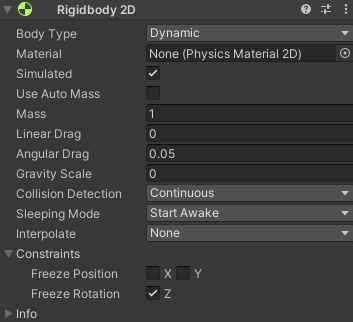 Rigidbody 2D
Body Type Dynamic
Material None (Physics Material 2D)
Simulated
Use Auto Mass
Mass 1
Linear Drag 0
Angular Drag 0.05
Gravity Scale 0
Collision Detection Continuous
Sleeping Mode Start Awake
Interpolate None
Constraints
Freeze Position X Y
Freeze Rotation Z
Info